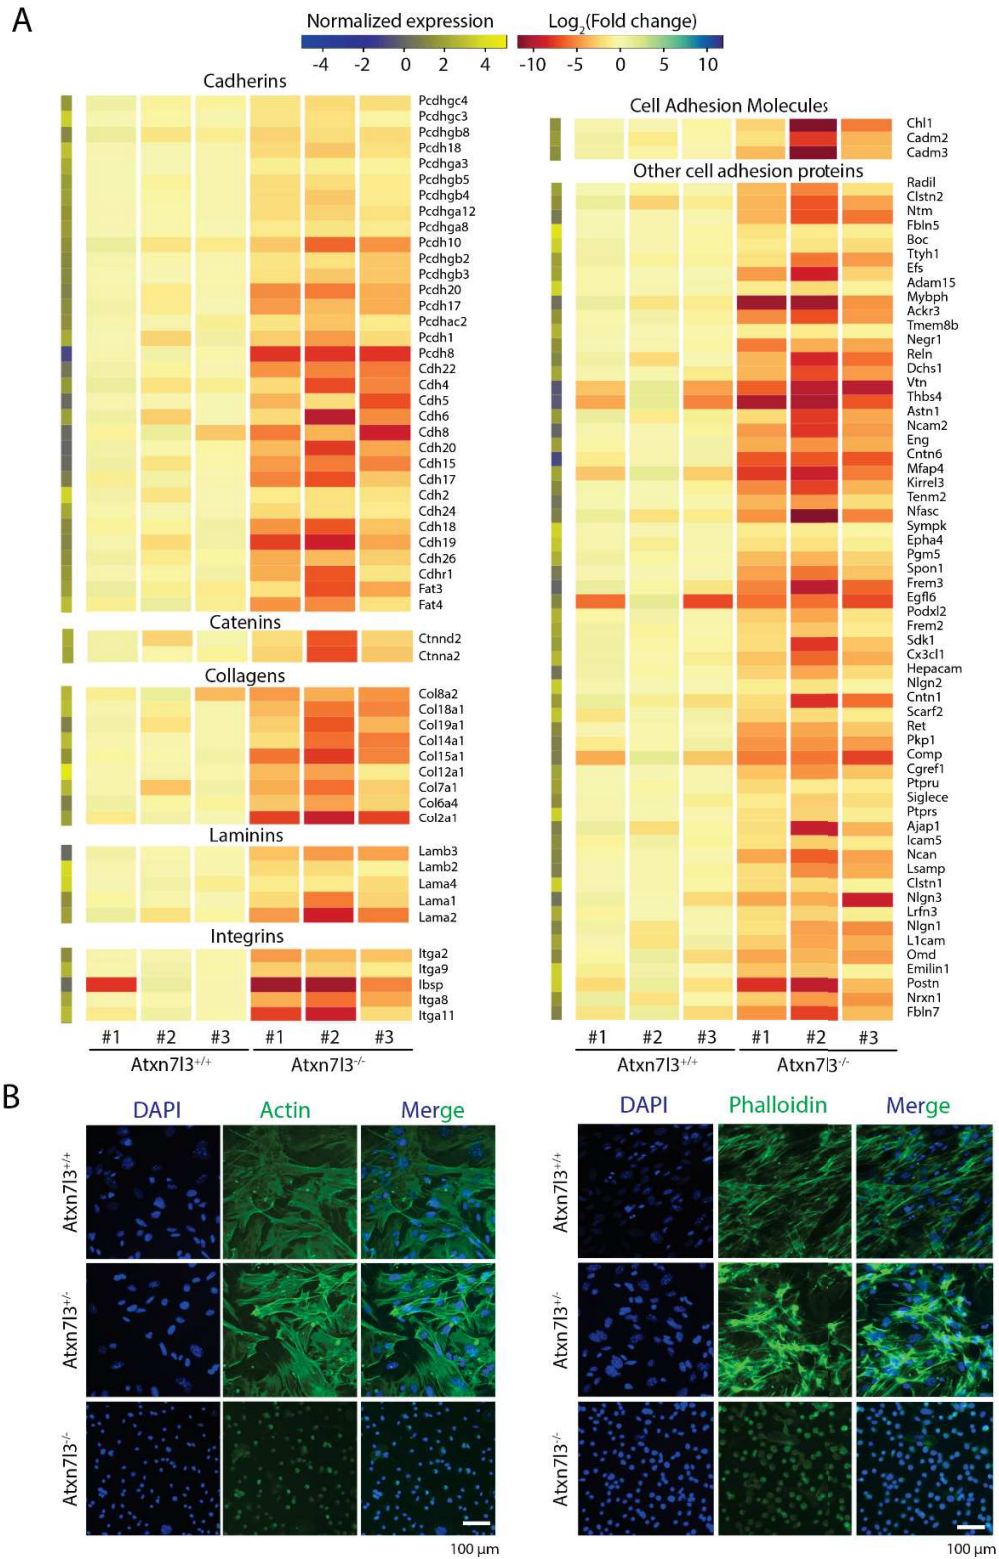 A
Normalized expression
Log2(Fold change)
-4 -2 0 2 4
-10 -5 0 5 10
Cadherins
Pcdhgc4
Pcdhgc3
Pcdhgb8
Pcdh18
Pcdhga3
Pcdhgb5
Pcdhgb4
Pcdhga12
Pcdhga8
Pcdh10
Pcdhgb2
Pcdhgb3
Pcdh20
Pcdh17
Pcdhac2
Pcdh1
Pcdh8
Cdh22
Cdh4
Cdh5
Cdh6
Cdh8
Cdh20
Cdh15
Cdh17
Cdh2
Cdh24
Cdh18
Cdh19
Cdh26
Cdhr1
Fat3
Fat4
Catenins
Ctnnd2
Ctnna2
Collagens
Col8a2
Col18a1
Col19a1
Col14a1
Col15a1
Col12a1
Col7a1
Col6a4
Col2a1
Laminins
Lamb3
Lamb2
Lama4
Lama1
Lama2
Integrins
Itga2
Itga9
Ibsp
Itga8
Itga11
#1 #2 #3 #1 #2 #3
Atxn7l3+/+ Atxn7l3-/-
Cell Adhesion Molecules
Chl1
Cadm2
Cadm3
Other cell adhesion proteins
Radil
Clstn2
Ntm
Fbln5
Boc
Ttyh1
Efs
Adam15
Mybph
Ackr3
Tmem8b
Negr1
Reln
Dchs1
Vtn
Thbs4
Astn1
Ncam2
Eng
Cntn6
Mfap4
Kirrel3
Tenm2
Nfasc
Sympk
Epha4
Pgm5
Spon1
Frem3
Egfl6
Podxl2
Frem2
Sdk1
Cx3cl1
Hepacam
Nlgn2
Cntn1
Scarf2
Ret
Pkp1
Comp
Cgref1
Ptpru
Siglece
Ptprs
Ajap1
Icam5
Ncan
Lsamp
Clstn1
Nlgn3
Lrfn3
Nlgn1
L1cam
Omd
Emilin1
Postn
Nrxn1
Fbln7
#1 #2 #3 #1 #2 #3
Atxn7l3+/+ Atxn7l3-/-
B
DAPI Actin Merge
Atxn7l3+/+
Atxn7l3+/-
Atxn7l3-/-
100 µm
DAPI Phalloidin Merge
Atxn7l3+/+
Atxn7l3+/-
Atxn7l3-/-
100 µm